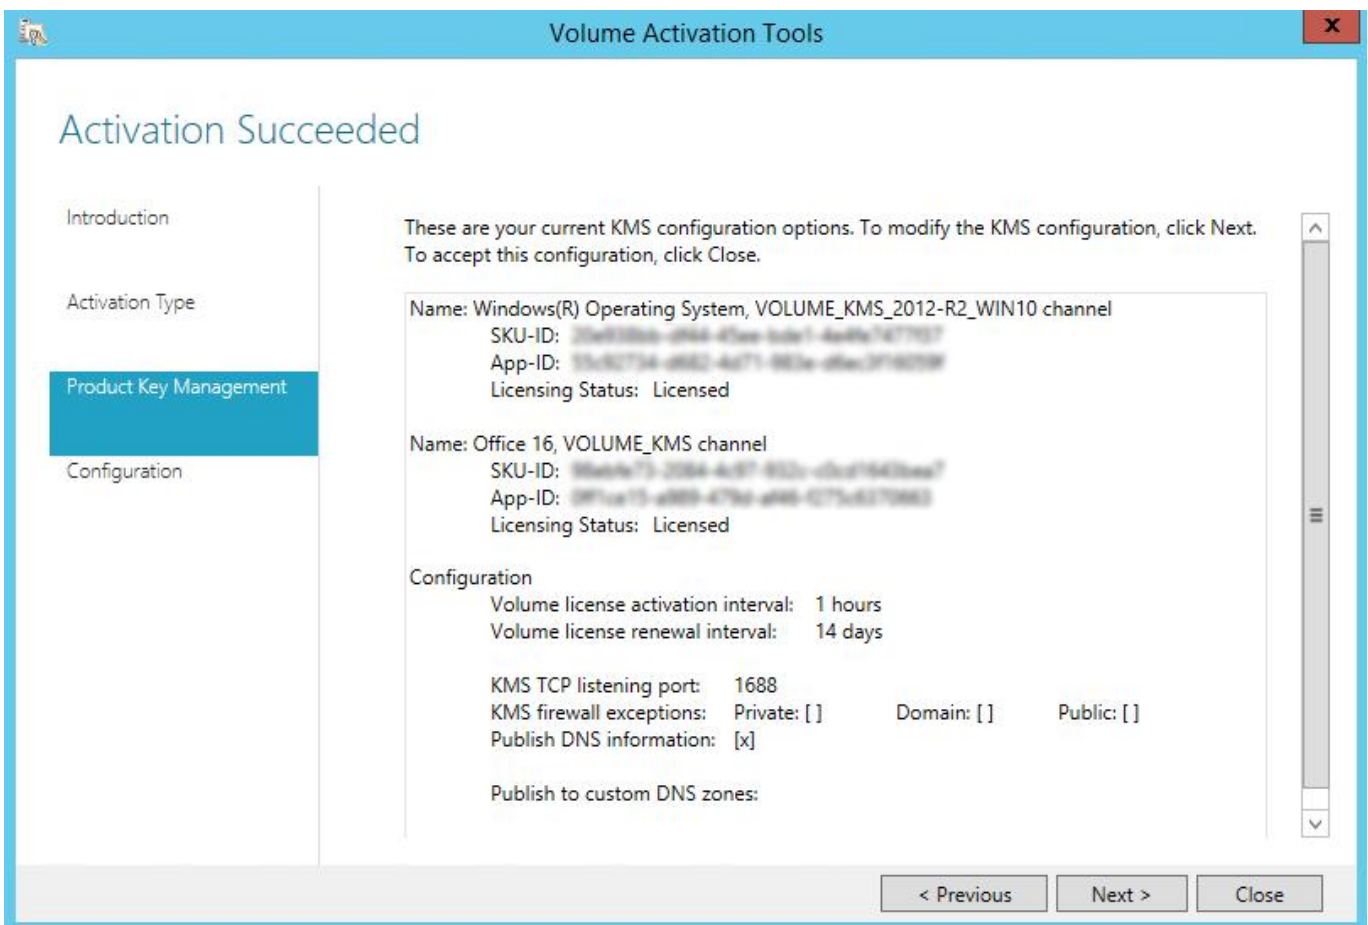 Volume Activation Tools
X
Activation Succeeded
Introduction
Activation Type
Product Key Management
Configuration
These are your current KMS configuration options. To modify the KMS configuration, click Next.
To accept this configuration, click Close.
Name: Windows(R) Operating System, VOLUME_KMS_2012-R2_WIN10 channel
SKU-ID:
App-ID:
Licensing Status: Licensed
Name: Office 16, VOLUME_KMS channel
SKU-ID:
App-ID:
Licensing Status: Licensed
Configuration
Volume license activation interval: 1 hours
Volume license renewal interval: 14 days
KMS TCP listening port: 1688
KMS firewall exceptions: Private: [ ] Domain: [ ] Public: [ ]
Publish DNS information: [x]
Publish to custom DNS zones:
< Previous
Next >
Close